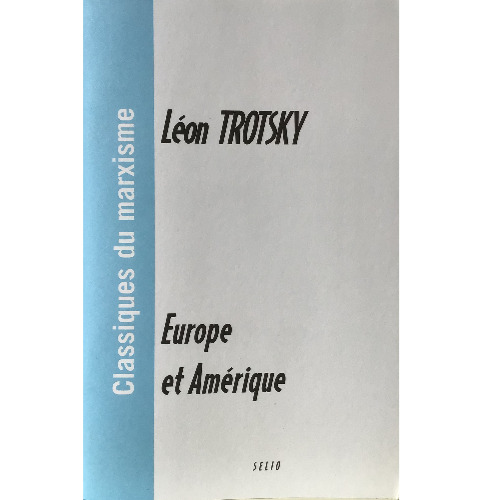 Classiques du marxisme
Léon TROTSKY
Europe
et Amérique
SELIO